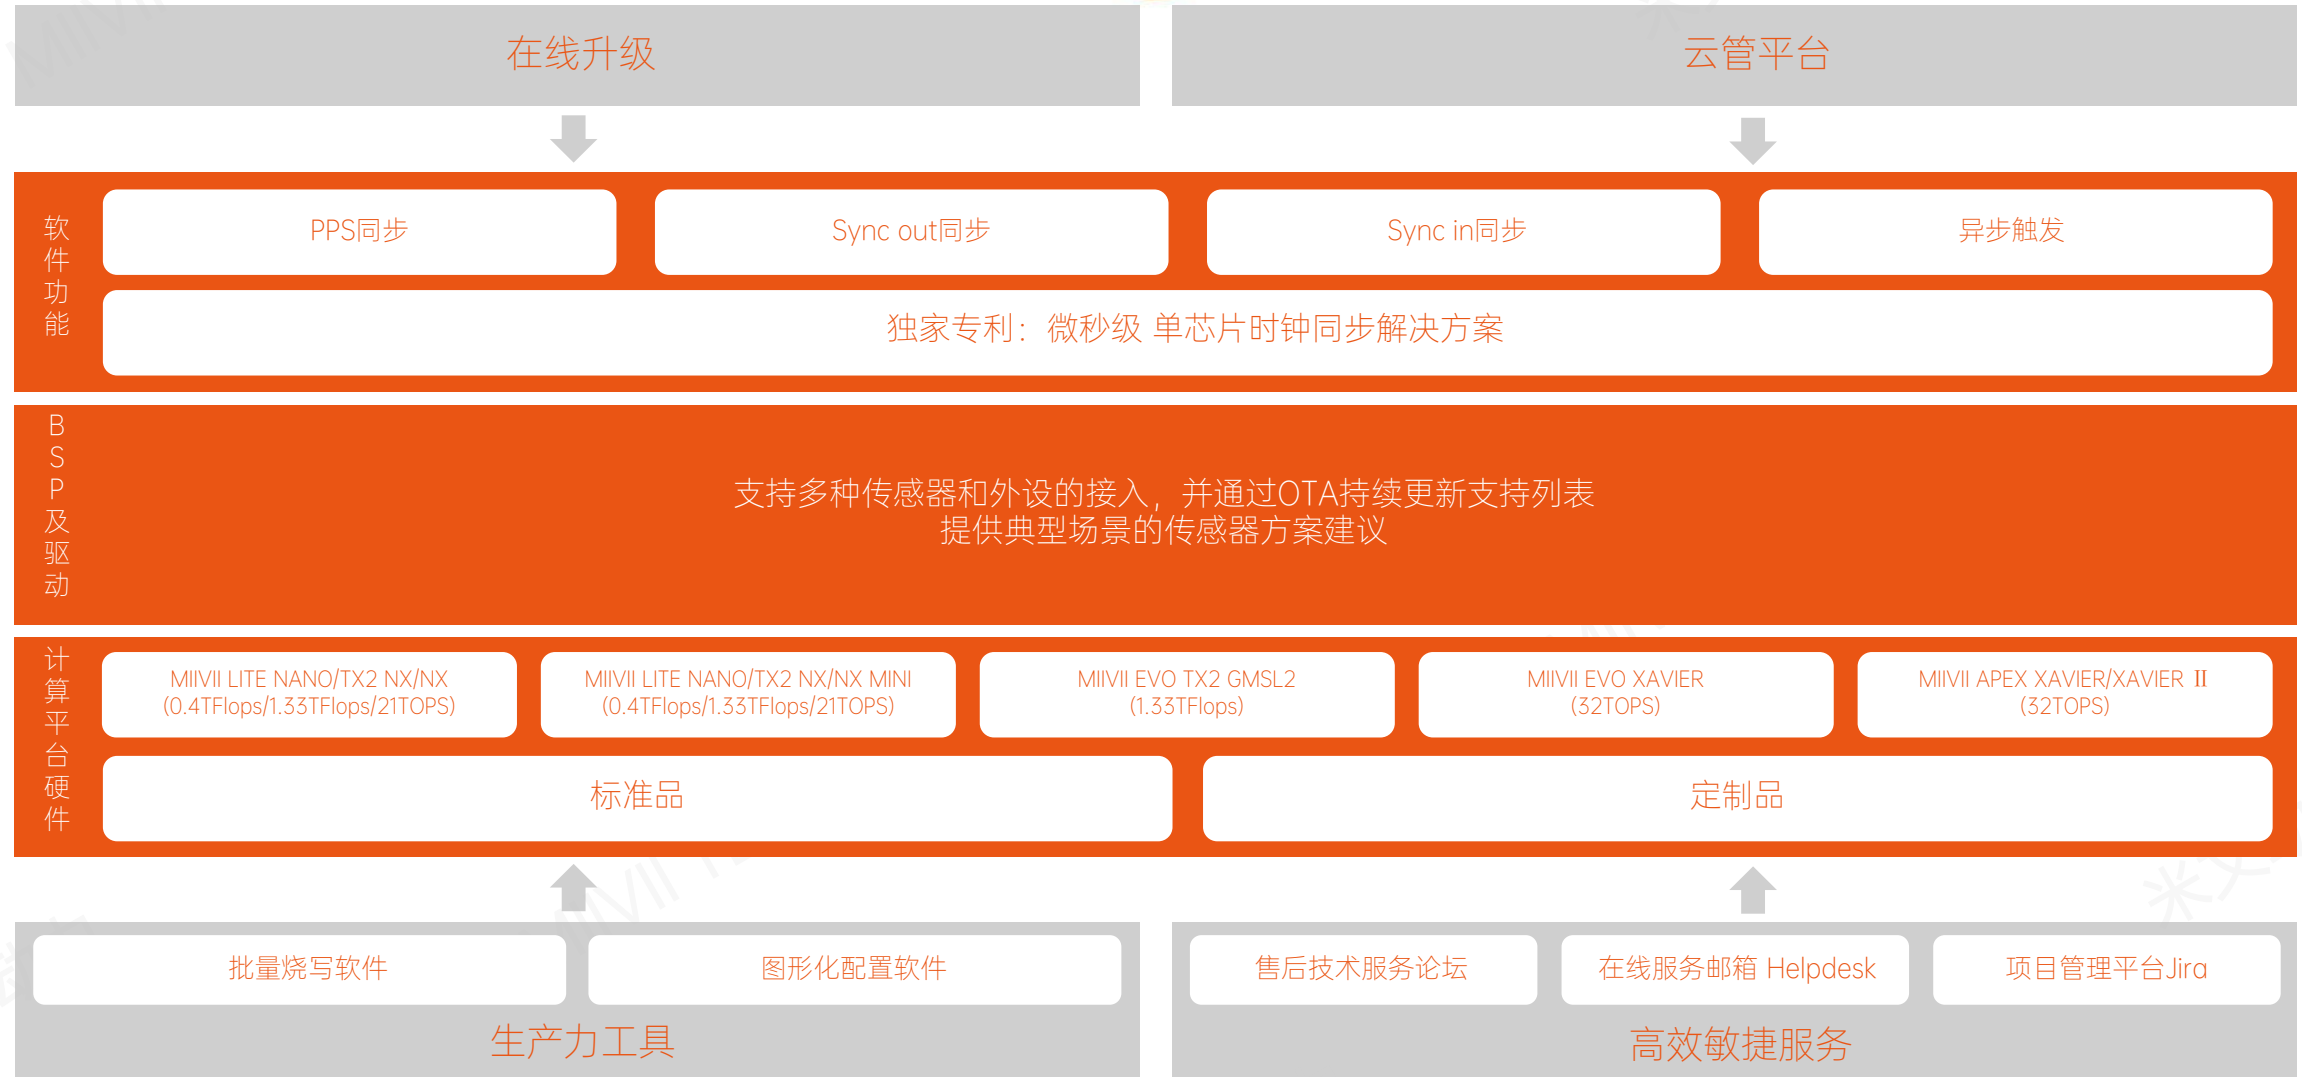 在线升级
云管平台
软件功能
PPS同步
Sync out同步
Sync in同步
异步触发
独家专利：微秒级 单芯片时钟同步解决方案
BSP及驱动
支持多种传感器和外设的接入，并通过OTA持续更新支持列表
提供典型场景的传感器方案建议
计算平台硬件
MIIVII LITE NANO/TX2 NX/NX
(0.4TFlops/1.33TFlops/21TOPS)
MIIVII LITE NANO/TX2 NX/NX MINI
(0.4TFlops/1.33TFlops/21TOPS)
MIIVII EVO TX2 GMSL2
(1.33TFlops)
MIIVII EVO XAVIER
(32TOPS)
MIIVII APEX XAVIER/XAVIER Ⅱ
(32TOPS)
标准品
定制品
批量烧写软件
图形化配置软件
生产力工具
售后技术服务论坛
在线服务邮箱 Helpdesk
项目管理平台Jira
高效敏捷服务